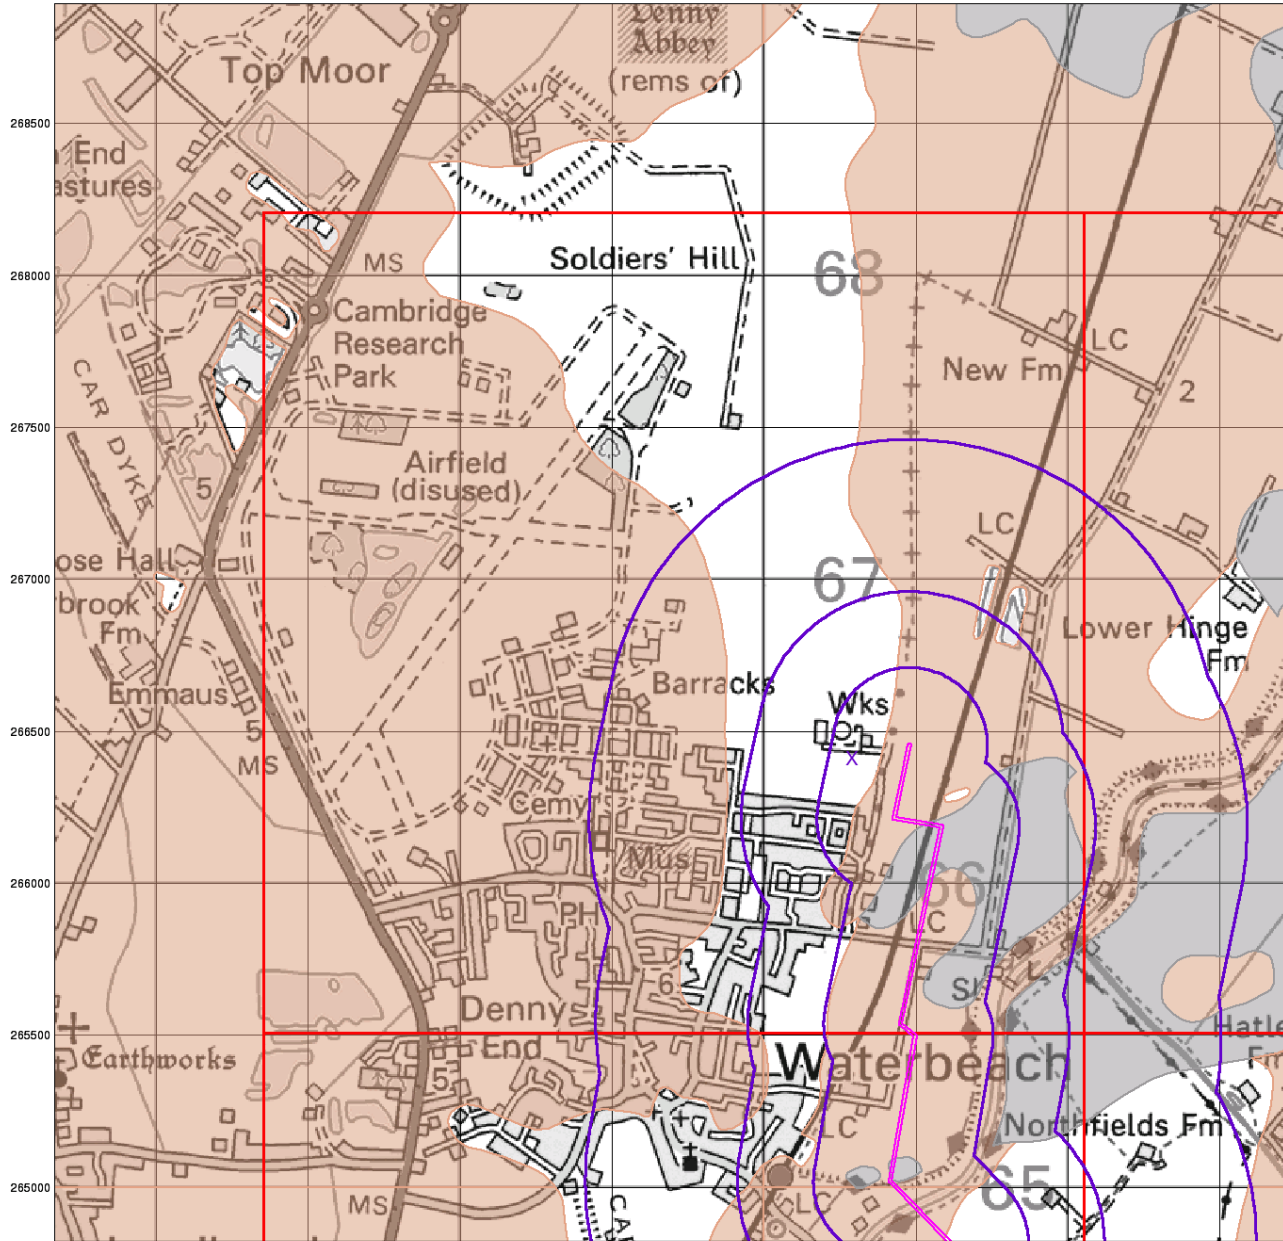 Denny
Abbey
(rems of)
Top Moor
268500
End
astures
Soldiers' Hill
68
MS
268000
Cambridge
Research
Park
LC
New Fm
2
CAR DYKE
267500
Airfield
(disused)
5
LC
ose Hall
67
267000
brook
Fm
Lower Hinge
Fm
Emmaus
Barracks
Wks
5
266500
MS
X
Cemy
Mus
66
266000
PH
LC
6
L
Denny
End
265500
Hatle
F
Waterbeach
Earthworks
5
Northfields Fm
LC
265000
65
MS
LC
CAR